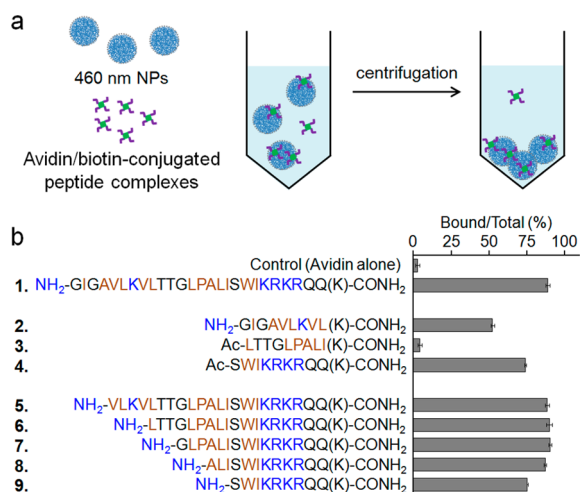 a
460 nm NPs
Avidin/biotin-conjugated
peptide complexes
centrifugation
b
Bound/Total (%)
0 25 50 75 100
Control (Avidin alone)
1. NH2-GIGAVLKVLTTGLPALISWIKRKRQQ(K)-CONH2
2. NH2-GIGAVLKVL(K)-CONH2
3. Ac-LTTGLPALI(K)-CONH2
4. Ac-SWIKRKRQQ(K)-CONH2
5. NH2-VLKVLTTGLPALISWIKRKRQQ(K)-CONH2
6. NH2-LTTGLPALISWIKRKRQQ(K)-CONH2
7. NH2-GLPALISWIKRKRQQ(K)-CONH2
8. NH2-ALISWIKRKRQQ(K)-CONH2
9. NH2-SWIKRKRQQ(K)-CONH2